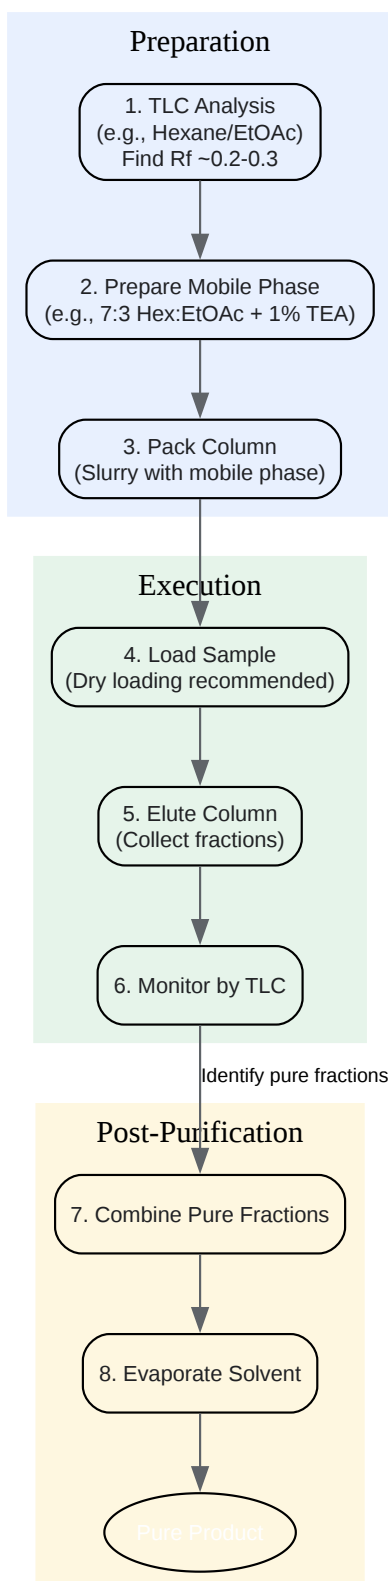 Preparation
1. TLC Analysis
(e.g., Hexane/EtOAc)
Find Rf ~0.2-0.3
2. Prepare Mobile Phase
(e.g., 7:3 Hex:EtOAc + 1% TEA)
3. Pack Column
(Slurry with mobile phase)
Execution
4. Load Sample
(Dry loading recommended)
5. Elute Column
(Collect fractions)
6. Monitor by TLC
Identify pure fractions
Post-Purification
7. Combine Pure Fractions
8. Evaporate Solvent
Pure Product